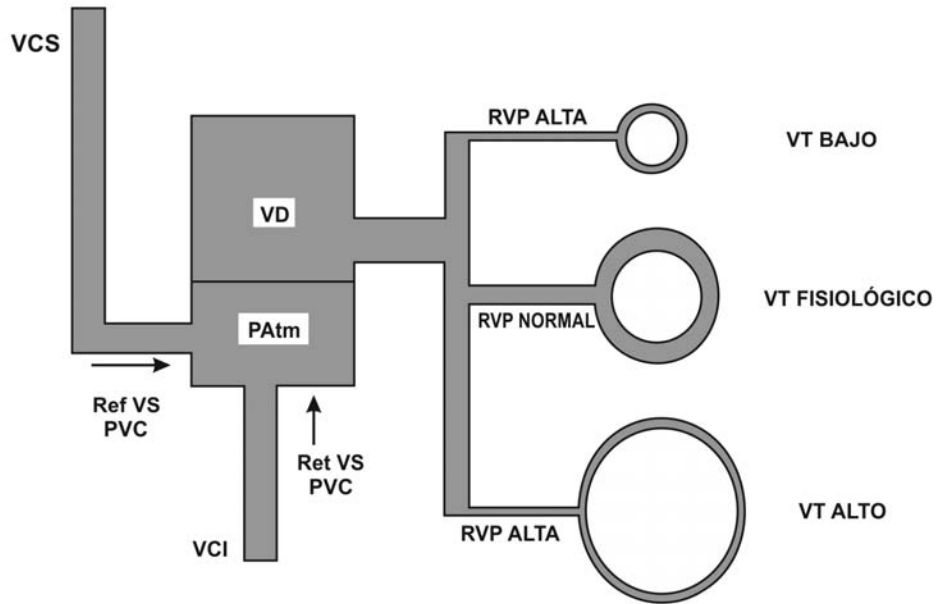 VCS
RVP ALTA
VT BAJO
VD
VT FISIOLÓGICO
RVP NORMAL
PAtm
Ref VS
PVC
Ret VS
PVC
VCI
RVP ALTA
VT ALTO